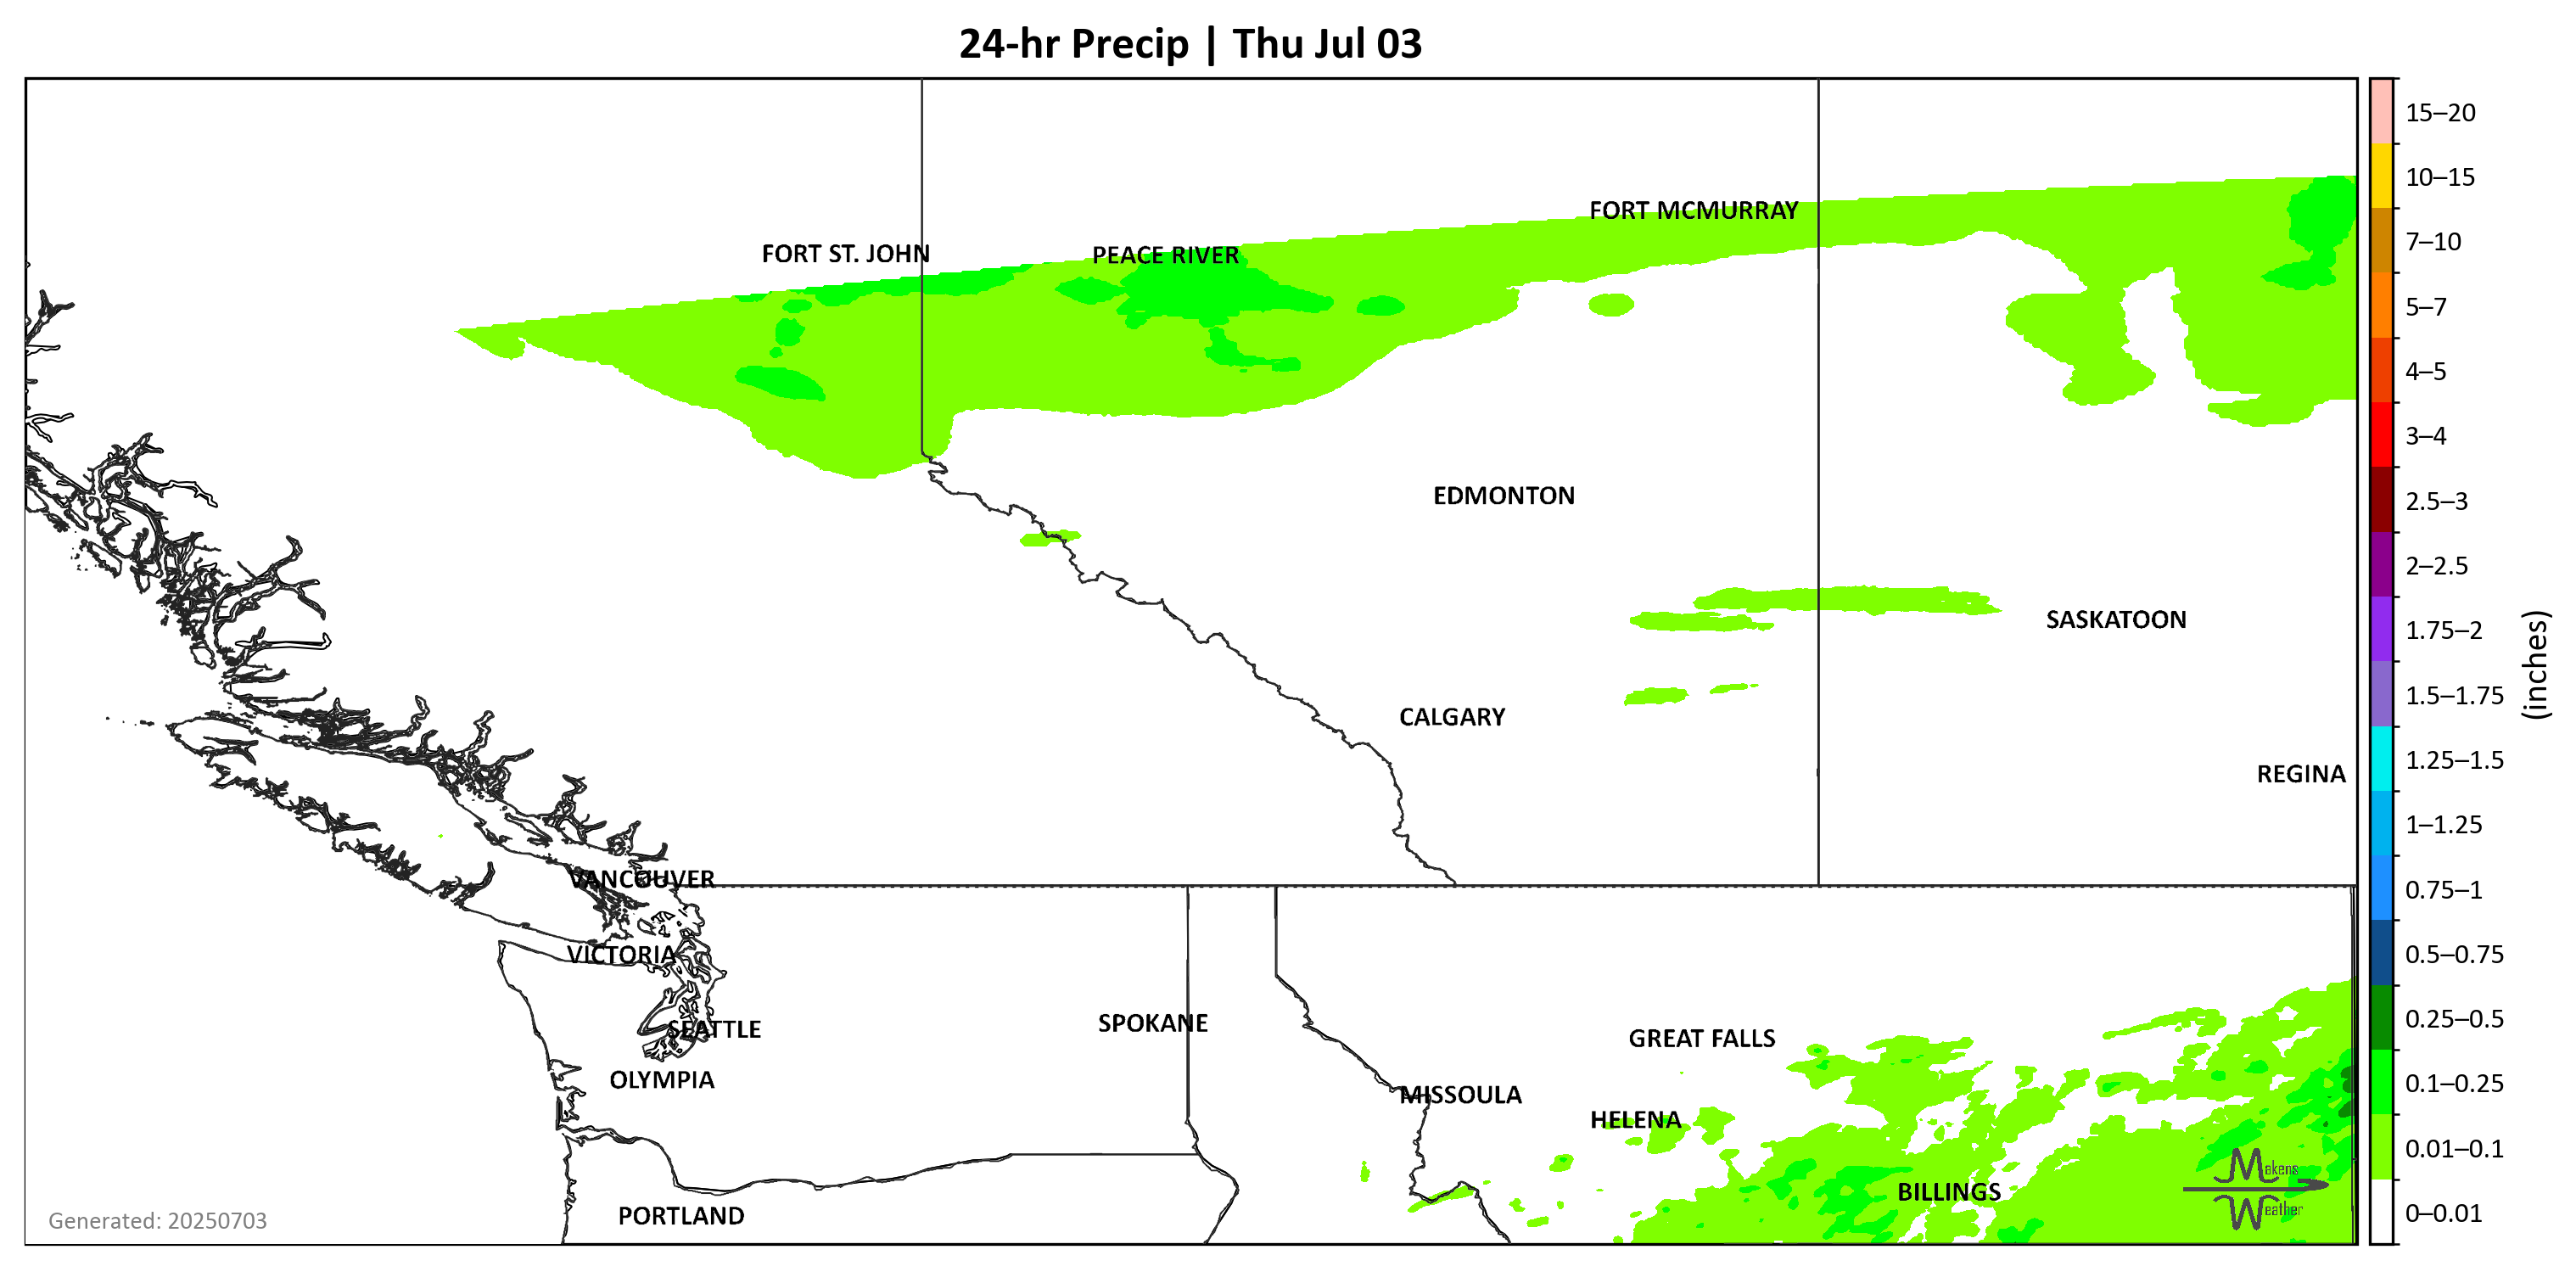 24-hr Precip | Thu Jul 03
FORT MCMURRAY
FORT ST. JOHN
PEACE RIVER
EDMONTON
SASKATOON
CALGARY
REGINA
VANCOUVER
VICTORIA
SEATTLE
SPOKANE
GREAT FALLS
OLYMPIA
MISSOULA
HELENA
BILLINGS
PORTLAND
Makens
Weather
Generated: 20250703
15–20
10–15
7–10
5–7
4–5
3–4
2.5–3
2–2.5
1.75–2
1.5–1.75
1.25–1.5
1–1.25
0.75–1
0.5–0.75
0.25–0.5
0.1–0.25
0.01–0.1
0–0.01
(inches)